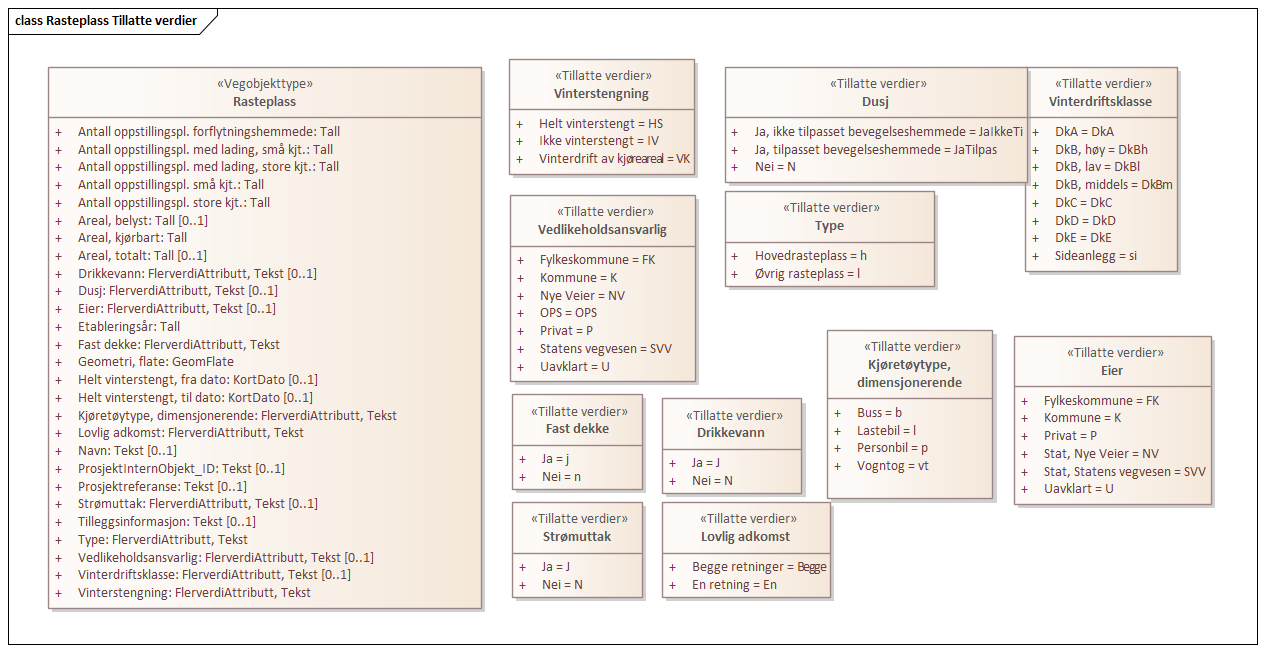 class Rasteplass Tillatte verdier
«Vegobjekttype»
Rasteplass
+ Antall oppstillingspl. forflytningshemmede: Tall
+ Antall oppstillingspl. med lading, små kjt.: Tall
+ Antall oppstillingspl. med lading, store kjt.: Tall
+ Antall oppstillingspl. små kjt.: Tall
+ Antall oppstillingspl. store kjt.: Tall
+ Areal, belyst: Tall [0..1]
+ Areal, kjørbart: Tall
+ Areal, totalt: Tall [0..1]
+ Drikkevann: FlerverdiAttributt, Tekst [0..1]
+ Dusj: FlerverdiAttributt, Tekst [0..1]
+ Eier: FlerverdiAttributt, Tekst [0..1]
+ Etableringsår: Tall
+ Fast dekke: FlerverdiAttributt, Tekst
+ Geometri, flate: GeomFlate
+ Helt vinterstengt, fra dato: KortDato [0..1]
+ Helt vinterstengt, til dato: KortDato [0..1]
+ Kjøretøytype, dimensjonerende: FlerverdiAttributt, Tekst
+ Lovlig adkomst: FlerverdiAttributt, Tekst
+ Navn: Tekst [0..1]
+ ProsjektInternObjekt_ID: Tekst [0..1]
+ Prosjektreferanse: Tekst [0..1]
+ Strømuttak: FlerverdiAttributt, Tekst [0..1]
+ Tilleggsinformasjon: Tekst [0..1]
+ Type: FlerverdiAttributt, Tekst
+ Vedlikeholdsansvarlig: FlerverdiAttributt, Tekst [0..1]
+ Vinterdriftsklasse: FlerverdiAttributt, Tekst [0..1]
+ Vinterstengning: FlerverdiAttributt, Tekst
«Tillatte verdier»
Vinterstengning
+ Helt vinterstengt = HS
+ Ikke vinterstengt = IV
+ Vinterdrift av kjøreareal = VK
«Tillatte verdier»
Vedlikeholdsansvarlig
+ Fylkeskommune = FK
+ Kommune = K
+ Nye Veier = NV
+ OPS = OPS
+ Privat = P
+ Statens vegvesen = SVV
+ Uavklart = U
«Tillatte verdier»
Fast dekke
+ Ja = j
+ Nei = n
«Tillatte verdier»
Strømuttak
+ Ja = J
+ Nei = N
«Tillatte verdier»
Drikkevann
+ Ja = J
+ Nei = N
«Tillatte verdier»
Lovlig adkomst
+ Begge retninger = Begge
+ En retning = En
«Tillatte verdier»
Dusj
+ Ja, ikke tilpasset bevegelseshemmede = JaIkkeTi
+ Ja, tilpasset bevegelseshemmede = JaTilpas
+ Nei = N
«Tillatte verdier»
Type
+ Hovedrasteplass = h
+ Øvrig rasteplass = l
«Tillatte verdier»
Vinterdriftsklasse
+ DkA = DkA
+ DkB, høy = DkBh
+ DkB, lav = DkBl
+ DkB, middels = DkBm
+ DkC = DkC
+ DkD = DkD
+ DkE = DkE
+ Sideanlegg = si
«Tillatte verdier»
Kjøretøytype,
dimensjonerende
+ Buss = b
+ Lastebil = l
+ Personbil = p
+ Vogntog = vt
«Tillatte verdier»
Eier
+ Fylkeskommune = FK
+ Kommune = K
+ Privat = P
+ Stat, Nye Veier = NV
+ Stat, Statens vegvesen = SVV
+ Uavklart = U